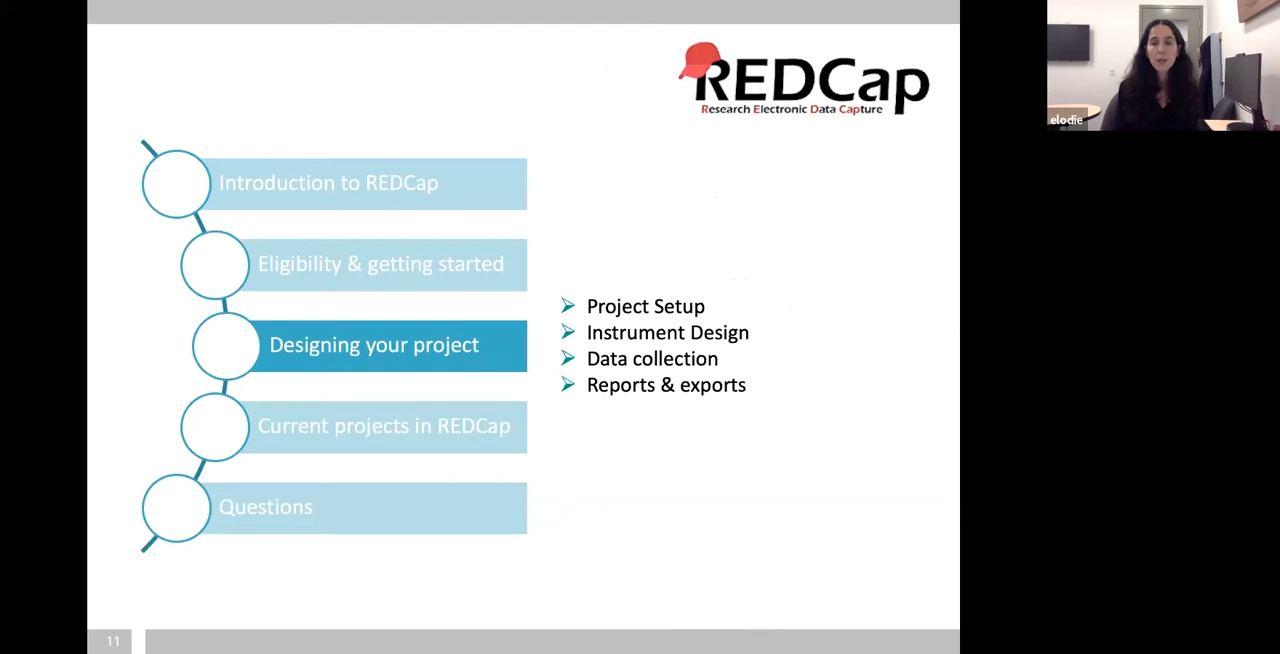 REDCap
Research Electronic Data Capture
elodie
Introduction to REDCap
Eligibility & getting started
Designing your project
Current projects in REDCap
Questions
Project Setup
Instrument Design
Data collection
Reports & exports
11